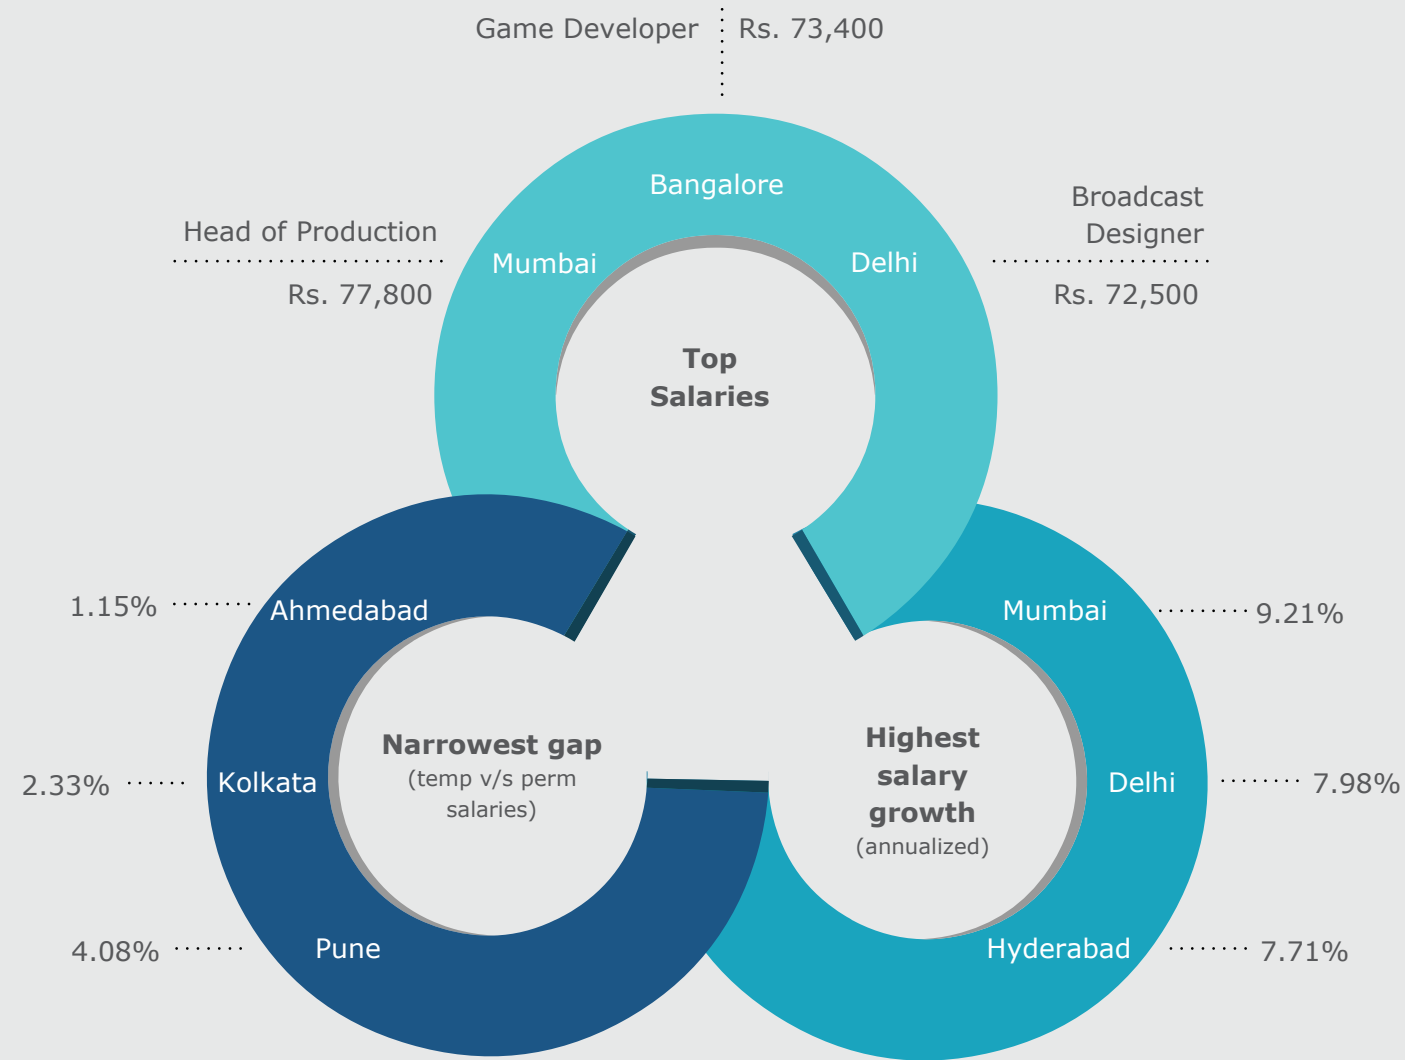 Game Developer
Rs. 73,400
Bangalore
Head of Production
Rs. 77,800
Mumbai
Delhi
Broadcast
Designer
Rs. 72,500
Top
Salaries
1.15%
Ahmedabad
2.33%
Kolkata
4.08%
Pune
Narrowest gap
(temp v/s perm
salaries)
Highest
salary
growth
(annualized)
Mumbai
9.21%
Delhi
7.98%
Hyderabad
7.71%